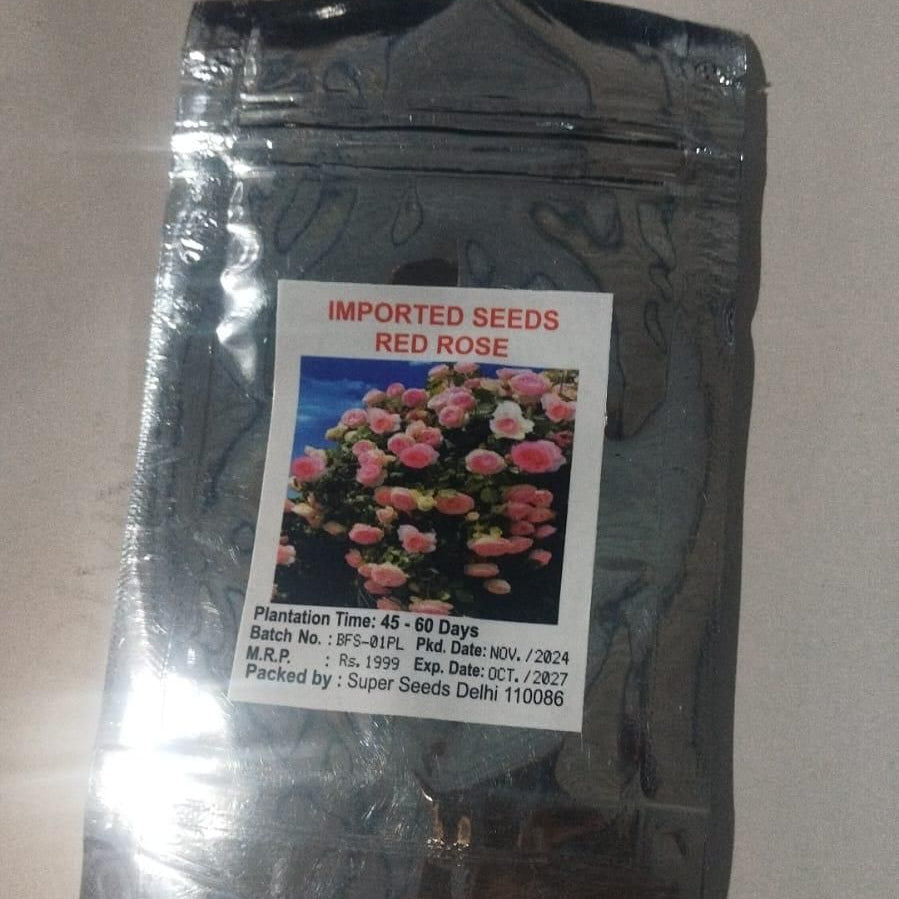 IMPORTED SEEDS
RED ROSE
Plantation Time: 45 - 60 Days
Batch No. : BFS-01PL Pkd. Date: NOV. /2024
M.R.P. : Rs. 1999 Exp. Date: OCT. /2027
Packed by : Super Seeds Delhi 110086